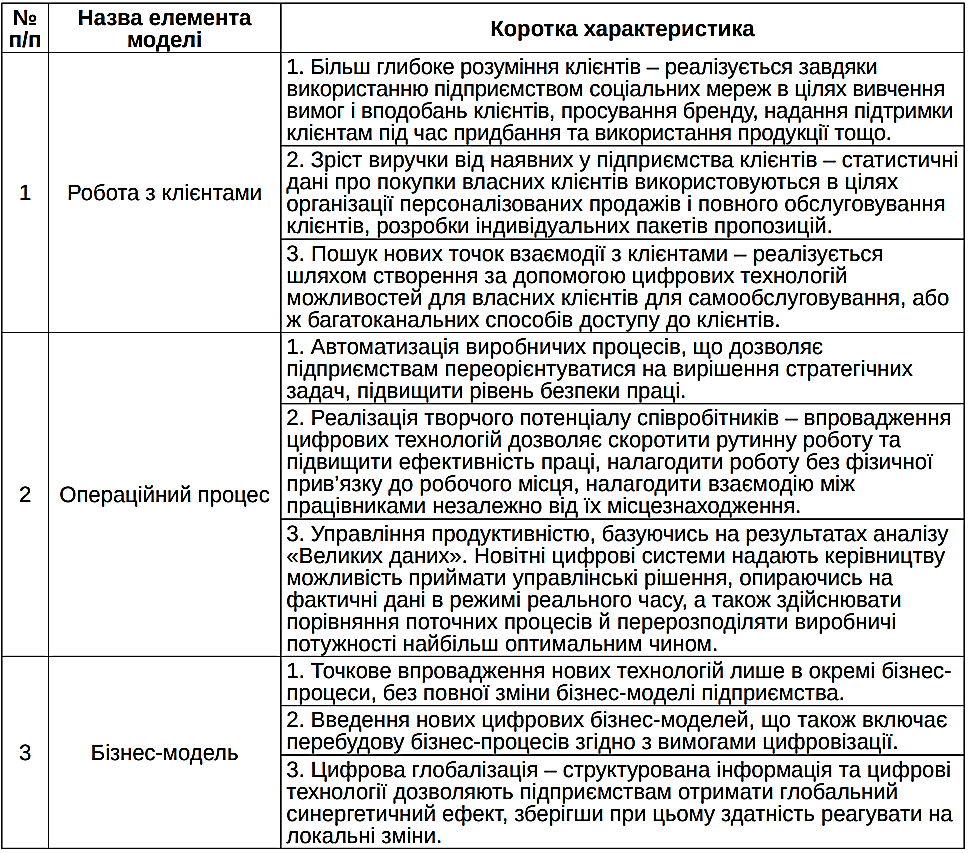 № п/п
Назва елемента моделі
Коротка характеристика
1
Робота з клієнтами
1. Більш глибоке розуміння клієнтів – реалізується завдяки
використанню підприємством соціальних мереж в цілях вивчення
вимог і вподобань клієнтів, просування бренду, надання підтримки
клієнтам під час придбання та використання продукції тощо.
2. Зріст виручки від наявних у підприємства клієнтів – статистичні
дані про покупки власних клієнтів використовуються в цілях
організації персоналізованих продажів і повного обслуговування
клієнтів, розробки індивідуальних пакетів пропозицій.
3. Пошук нових точок взаємодії з клієнтами – реалізується
шляхом створення за допомогою цифрових технологій
можливостей для власних клієнтів для самообслуговування, або
ж багатоканальних способів доступу до клієнтів.
2
Операційний процес
1. Автоматизація виробничих процесів, що дозволяє
підприємствам переорієнтуватися на вирішення стратегічних
задач, підвищити рівень безпеки праці.
2. Реалізація творчого потенціалу співробітників – впровадження
цифрових технологій дозволяє скоротити рутинну роботу та
підвищити ефективність праці, налагодити роботу без фізичної
прив’язку до робочого місця, налагодити взаємодію між
працівниками незалежно від їх місцезнаходження.
3. Управління продуктивністю, базуючись на результатах аналізу
«Великих даних». Новітні цифрові системи надають керівництву
можливість приймати управлінські рішення, опираючись на
фактичні дані в режимі реального часу, а також здійснювати
порівняння поточних процесів й перерозподіляти виробничі
потужності найбільш оптимальним чином.
3
Бізнес-модель
1. Точкове впровадження нових технологій лише в окремі бізнес-
процеси, без повної зміни бізнес-моделі підприємства.
2. Введення нових цифрових бізнес-моделей, що також включає
перебудову бізнес-процесів згідно з вимогами цифровізації.
3. Цифрова глобалізація – структурована інформація та цифрові
технології дозволяють підприємствам отримати глобальний
синергетичний ефект, зберігши при цьому здатність реагувати на
локальні зміни.